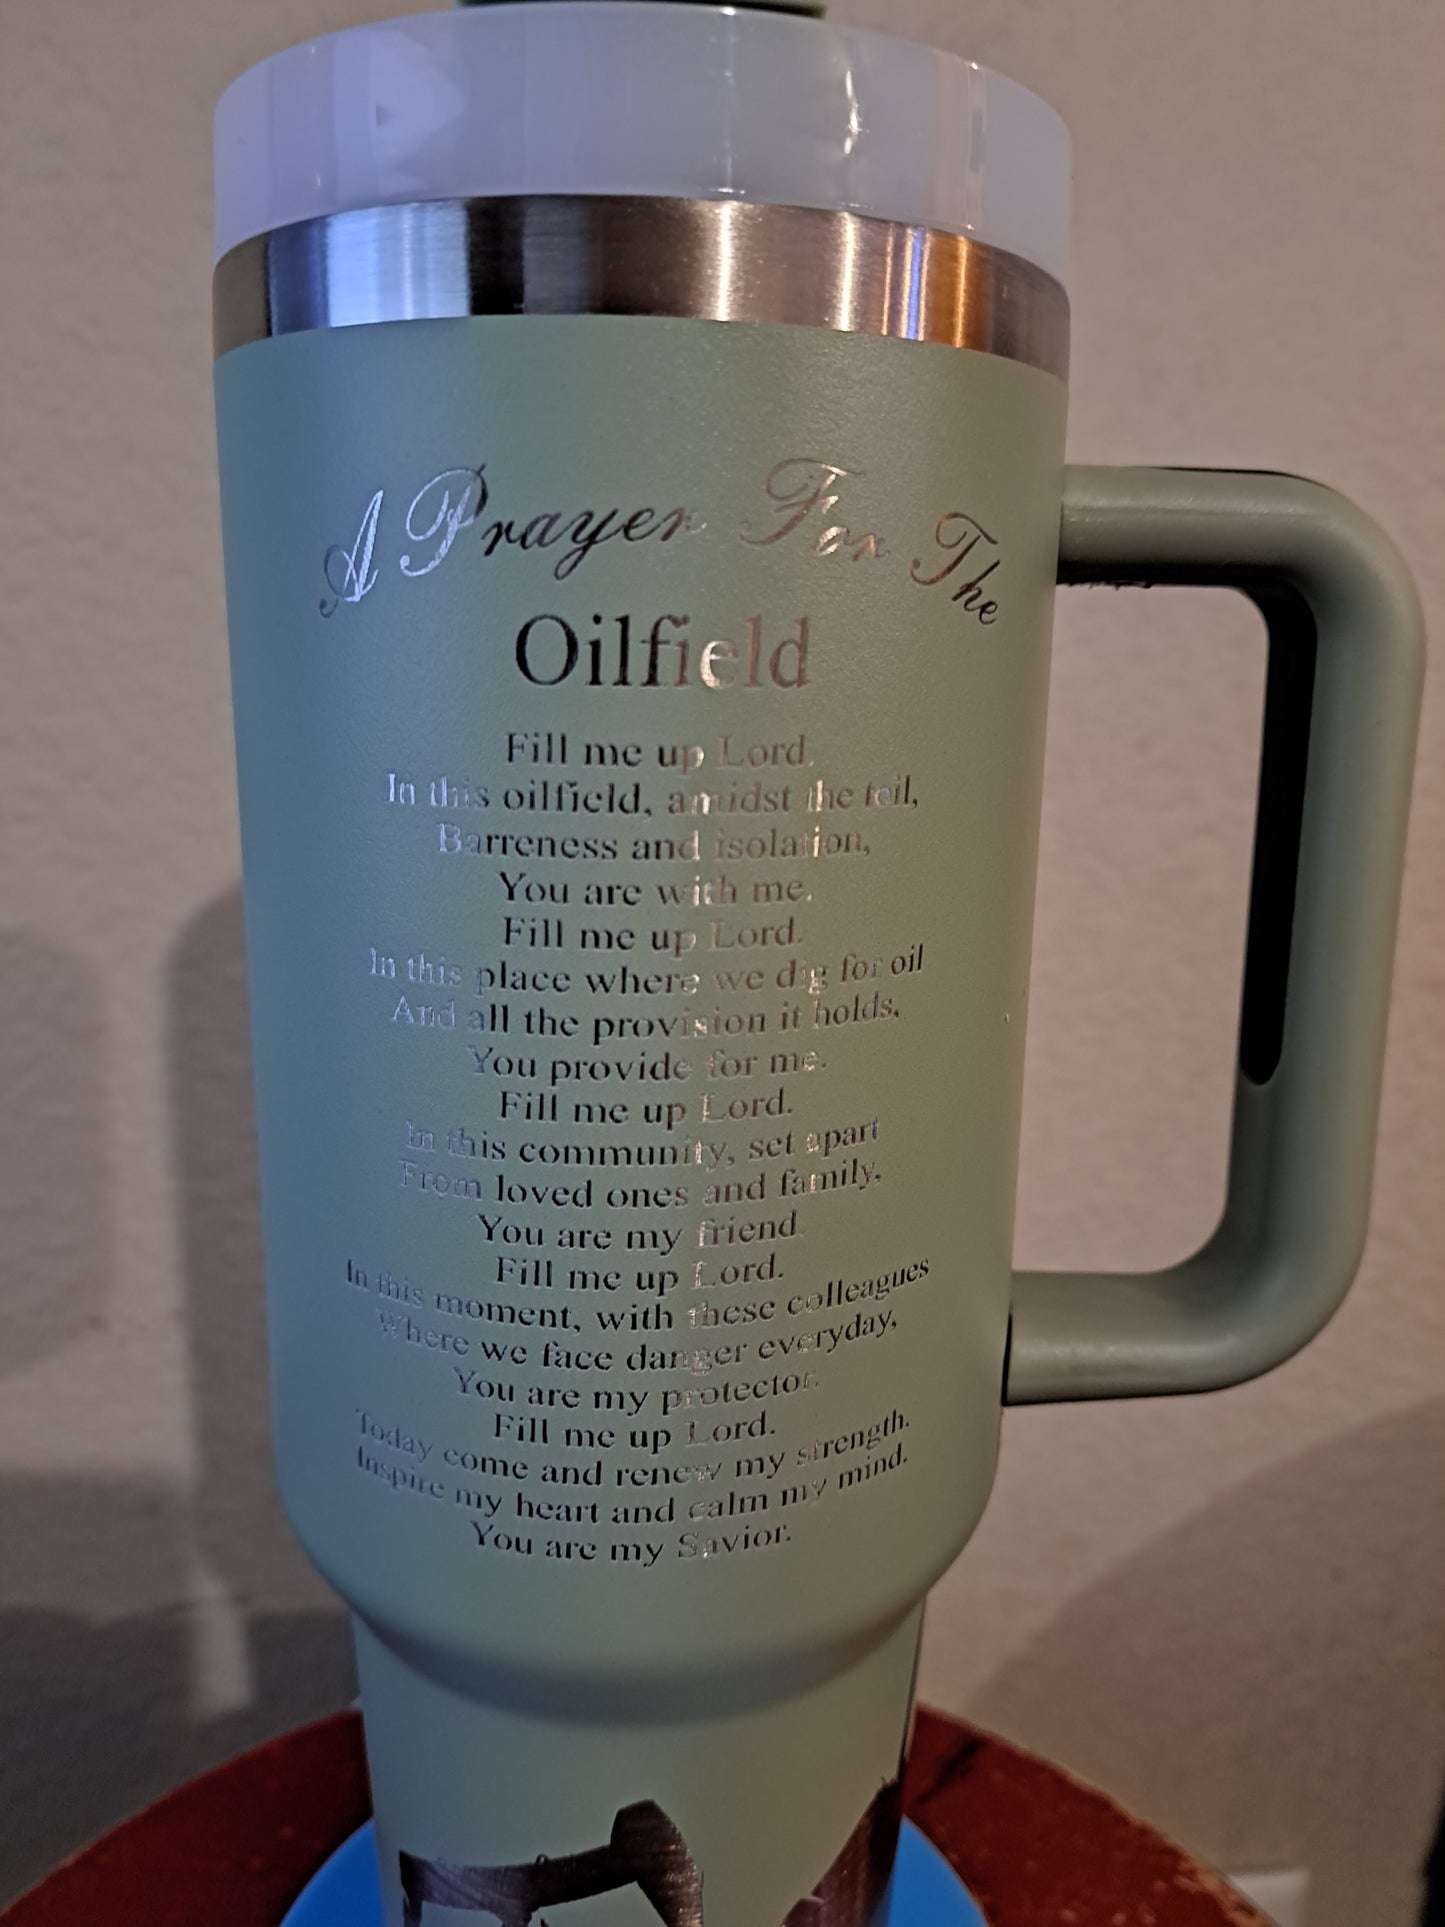 A Prayer For The
Oilfield
Fill me up Lord.
In this oilfield, amidst the toil,
Barreness and isolation,
You are with me.
Fill me up Lord.
In this place where we dig for oil
And all the provision it holds,
You provide for me.
Fill me up Lord.
In this community, set apart
From loved ones and family,
You are my friend.
Fill me up Lord.
In this moment, with these colleagues
Where we face danger everyday,
You are my protector.
Fill me up Lord.
Today come and renew my strength.
Inspire my heart and calm my mind.
You are my Savior.